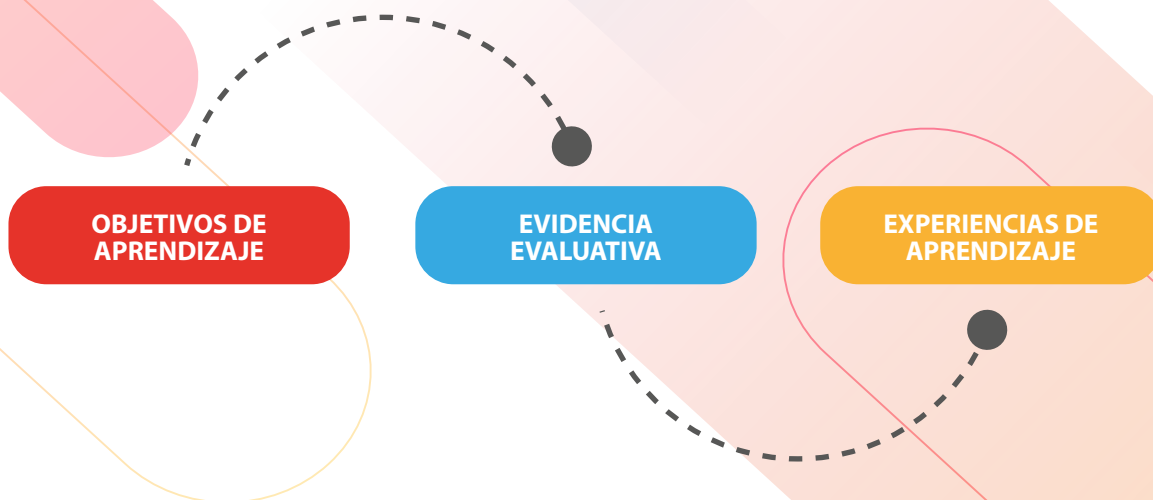 OBJETIVOS DE
APRENDIZAJE
EVIDENCIA
EVALUATIVA
EXPERIENCIAS DE
APRENDIZAJE